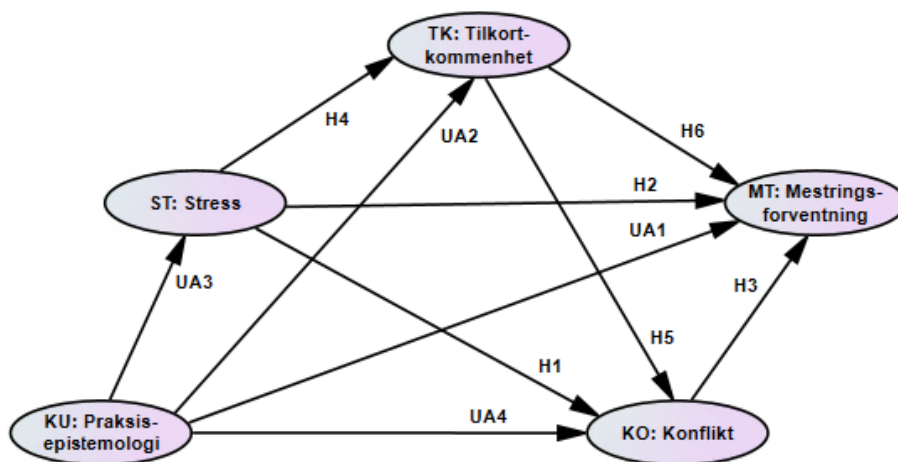 TK: Tilkort-
kommenhet
H4
UA2
H6
ST: Stress
H2
MT: Mestrings-
forventning
UA1
UA3
H3
H1
H5
KU: Praksis-
epistemologi
UA4
KO: Konflikt